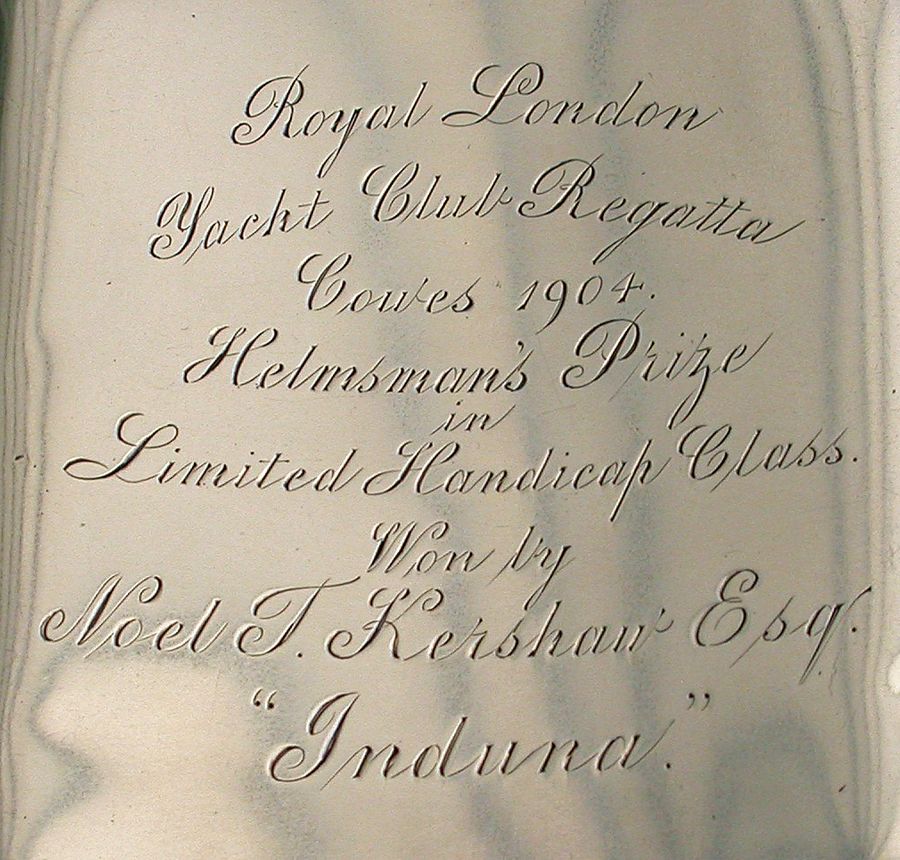 Royal London
Yacht Club Regatta
Cowes 1904.
Helmsman's Prize
in
Limited Handicap Class.
Won by
Noel T. Kershaw Esq.
"Induna".